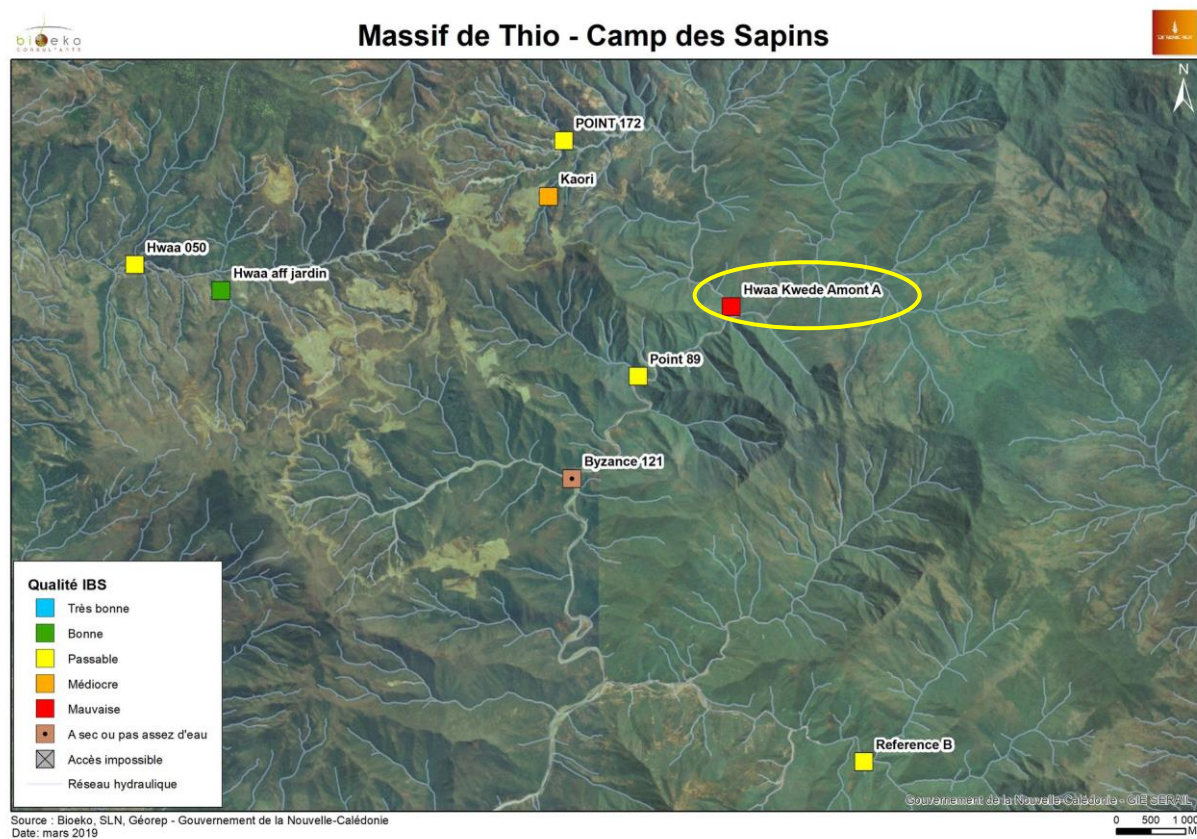 bioeko
CONSULTANTS
Massif de Thio - Camp des Sapins
N
POINT 172
Kaori
Hwaa 050
Hwaa aff jardin
Hwaa Kwede Amont A
Point 89
Byzance 121
Reference B
Qualité IBS
Très bonne
Bonne
Passable
Médiocre
Mauvaise
A sec ou pas assez d'eau
Accès impossible
Réseau hydraulique
Gouvernement de la Nouvelle-Calédonie - GIE SERAIL
Source : Bioeko, SLN, Géorep - Gouvernement de la Nouvelle-Calédonie
Date: mars 2019
0 500 1 000
M